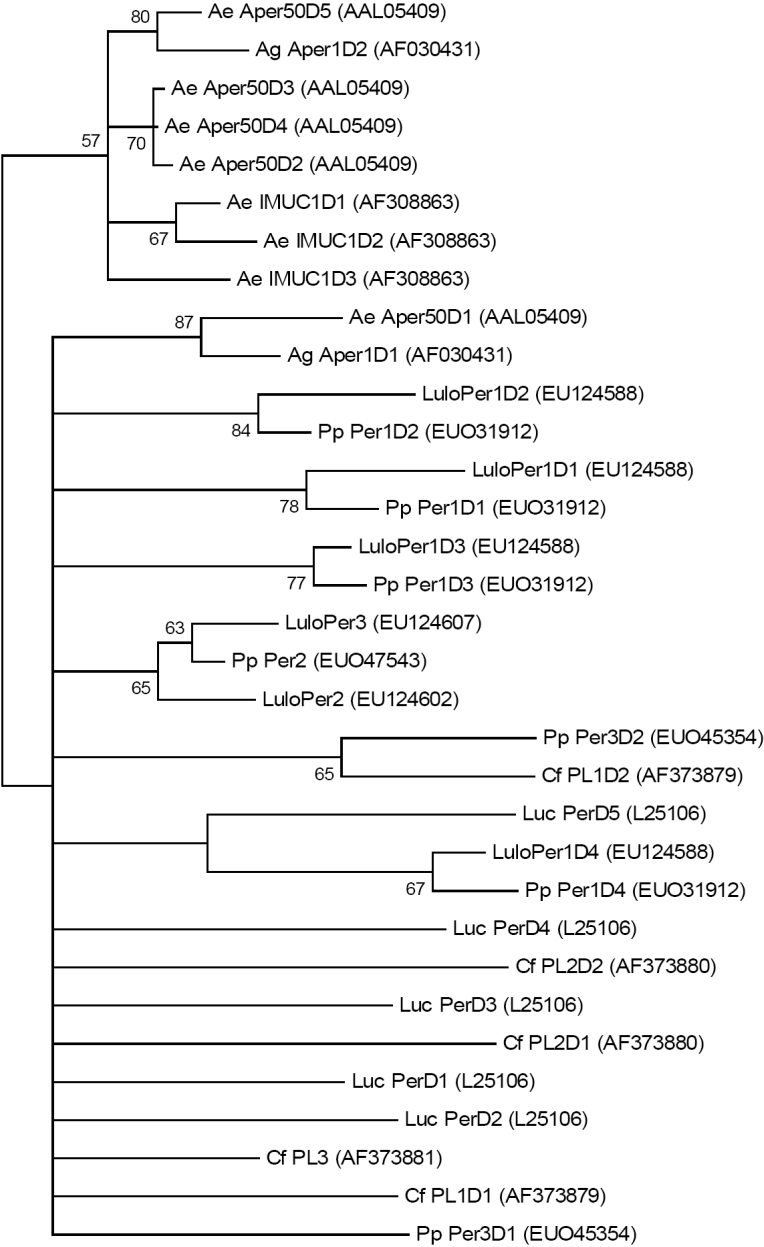 80
Ae Aper50D5 (AAL05409)
Ag Aper1D2 (AF030431)
Ae Aper50D3 (AAL05409)
57
70
Ae Aper50D4 (AAL05409)
Ae Aper50D2 (AAL05409)
Ae IMUC1D1 (AF308863)
67
Ae IMUC1D2 (AF308863)
Ae IMUC1D3 (AF308863)
87
Ae Aper50D1 (AAL05409)
Ag Aper1D1 (AF030431)
LuloPer1D2 (EU124588)
84
Pp Per1D2 (EUO31912)
LuloPer1D1 (EU124588)
78
Pp Per1D1 (EUO31912)
LuloPer1D3 (EU124588)
77
Pp Per1D3 (EUO31912)
63
LuloPer3 (EU124607)
Pp Per2 (EUO47543)
65
LuloPer2 (EU124602)
Pp Per3D2 (EUO45354)
65
Cf PL1D2 (AF373879)
Luc PerD5 (L25106)
LuloPer1D4 (EU124588)
67
Pp Per1D4 (EUO31912)
Luc PerD4 (L25106)
Cf PL2D2 (AF373880)
Luc PerD3 (L25106)
Cf PL2D1 (AF373880)
Luc PerD1 (L25106)
Luc PerD2 (L25106)
Cf PL3 (AF373881)
Cf PL1D1 (AF373879)
Pp Per3D1 (EUO45354)